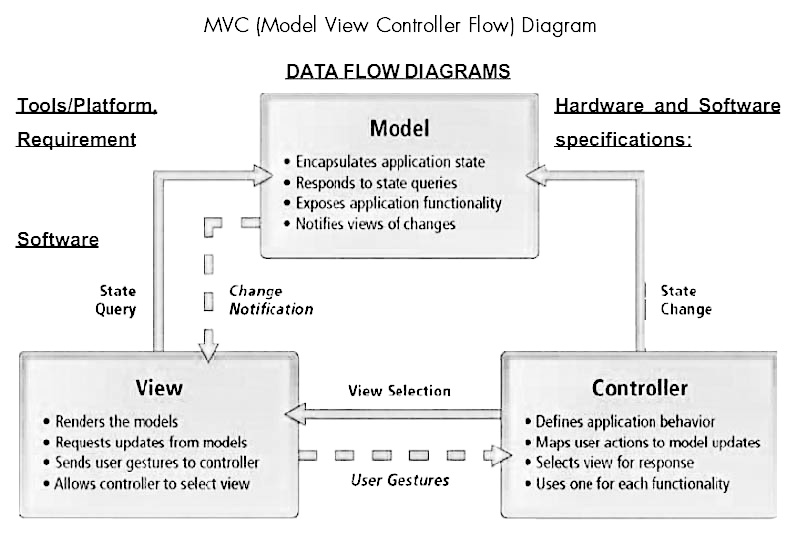 MVC (Model View Controller Flow) Diagram
DATA FLOW DIAGRAMS
Tools/Platform,
Requirement
Hardware and Software
specifications:
Model
• Encapsulates application state
• Responds to state queries
• Exposes application functionality
• Notifies views of changes
Software
State
Query
Change
Notification
State
Change
View
• Renders the models
• Requests updates from models
• Sends user gestures to controller
• Allows controller to select view
View Selection
User Gestures
Controller
• Defines application behavior
• Maps user actions to model updates
• Selects view for response
• Uses one for each functionality